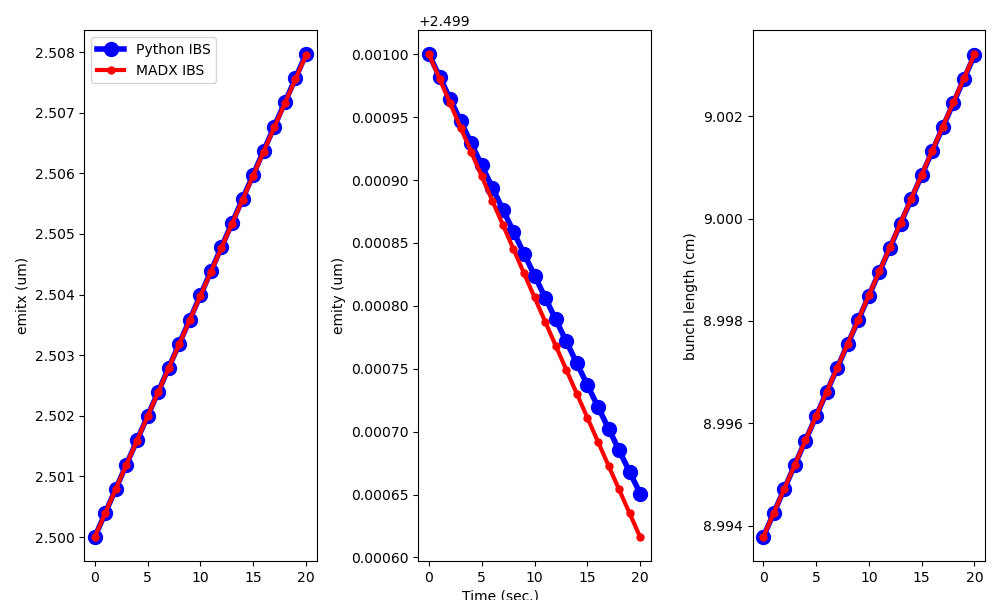 Python IBS
MADX IBS
2.508
2.507
2.506
2.505
2.504
2.503
2.502
2.501
2.500
emitx (um)
0 5 10 15 20
+2.499
0.00100
0.00095
0.00090
0.00085
0.00080
0.00075
0.00070
0.00065
0.00060
emity (um)
0 5 10 15 20
Time (sec.)
9.002
9.000
8.998
8.996
8.994
bunch length (cm)
0 5 10 15 20